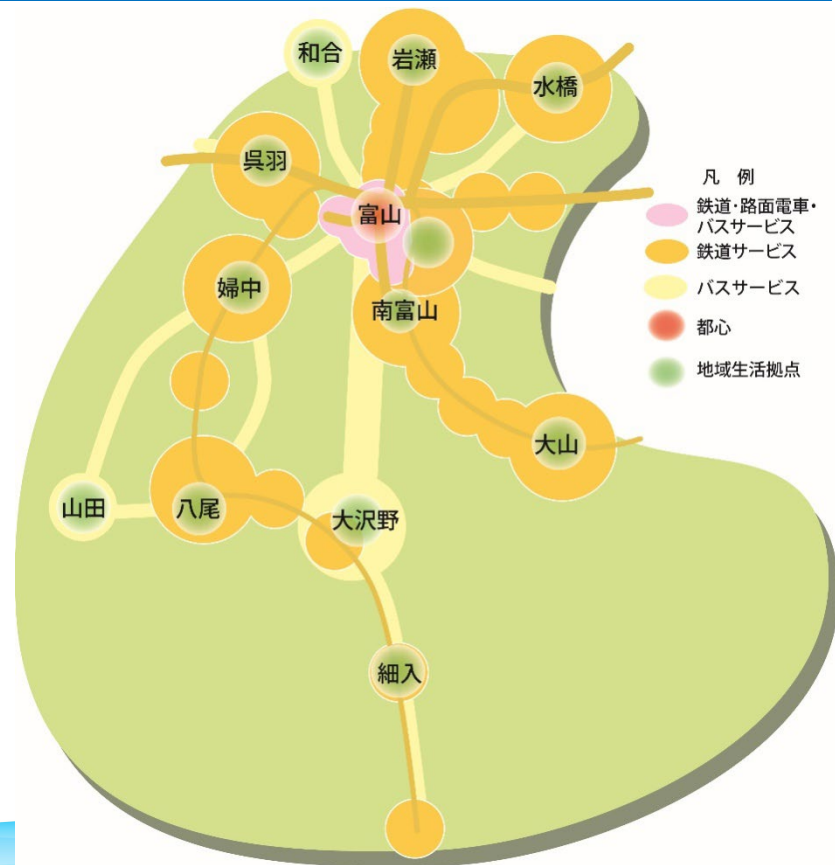 和合
岩瀬
水橋
呉羽
富山
婦中
南富山
大山
山田
八尾
大沢野
細入
凡 例
鉄道・路面電車・
バスサービス
鉄道サービス
バスサービス
都心
地域生活拠点